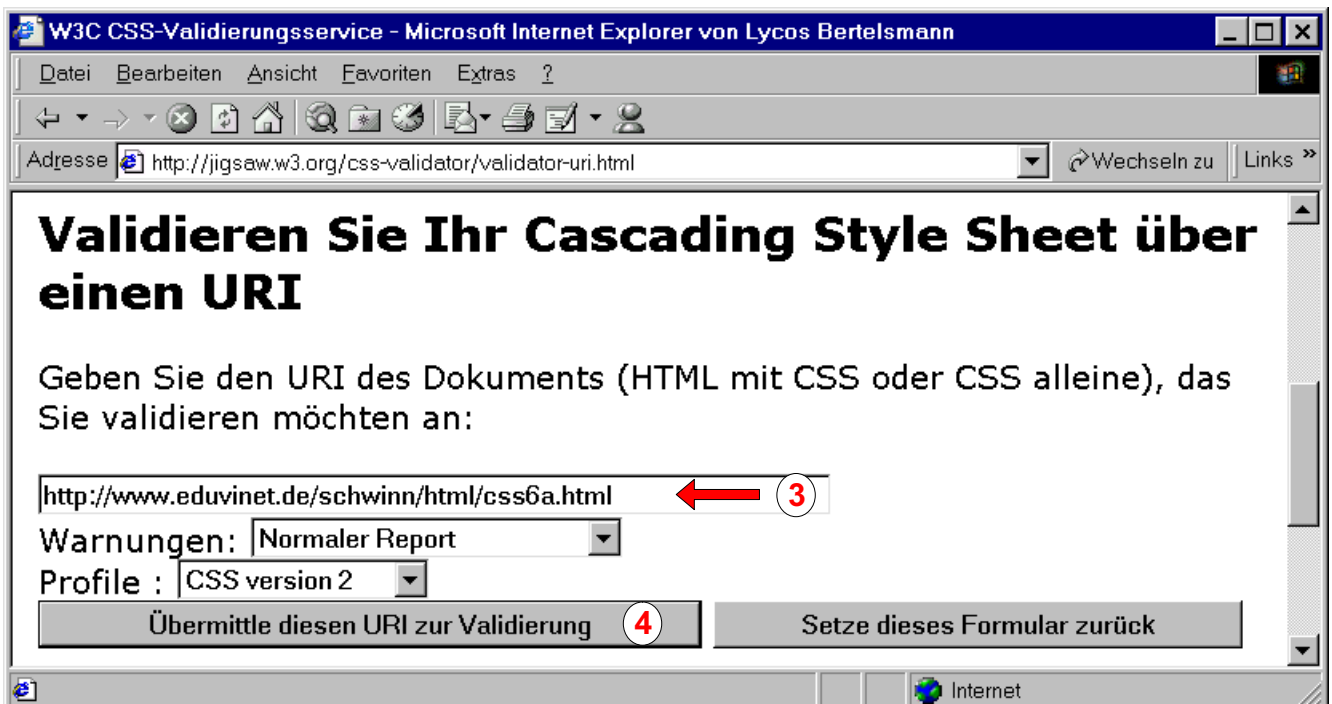 W3C CSS-Validierungsservice - Microsoft Internet Explorer von Lycos Bertelsmann
Datei Bearbeiten Ansicht Favoriten Extras ?
Adresse http://jigsaw.w3.org/css-validator/validator-uri.html Wechseln zu Links »
Validieren Sie Ihr Cascading Style Sheet über
einen URI
Geben Sie den URI des Dokuments (HTML mit CSS oder CSS alleine), das
Sie validieren möchten an:
http://www.eduvinet.de/schwinn/html/css6a.html 3
Warnungen: Normaler Report
Profile : CSS version 2
Übermittle diesen URI zur Validierung 4 Setze dieses Formular zurück
Internet